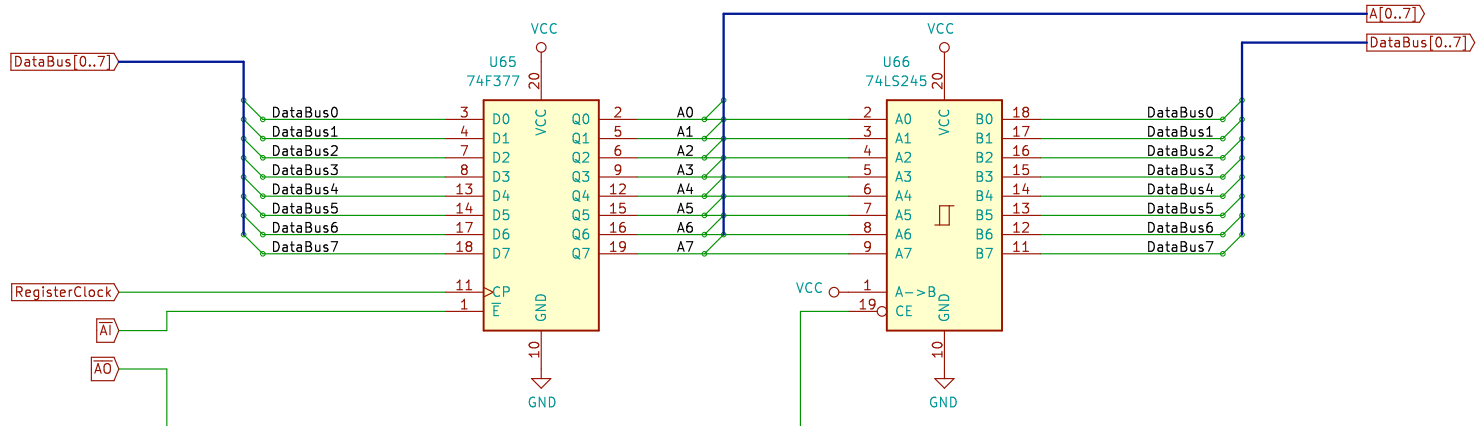 A[0..7]
VCC VCC
DataBus[0..7] U65 U66 DataBus[0..7]
74F377 20 74LS245 20
DataBus0 3 D0 VCC Q0 2 A0 2 A0 VCC B0 18 DataBus0
DataBus1 4 D1 Q1 5 A1 3 A1 B1 17 DataBus1
DataBus2 7 D2 Q2 6 A2 4 A2 B2 16 DataBus2
DataBus3 8 D3 Q3 9 A3 5 A3 B3 15 DataBus3
DataBus4 13 D4 Q4 12 A4 6 A4 B4 14 DataBus4
DataBus5 14 D5 Q5 15 A5 7 A5 B5 13 DataBus5
DataBus6 17 D6 Q6 16 A6 8 A6 B6 12 DataBus6
DataBus7 18 D7 Q7 19 A7 9 A7 B7 11 DataBus7
RegisterClock 11 CP VCC 1 A->B
1 E GND 19 CE GND
AI
10 10
AO
GND GND